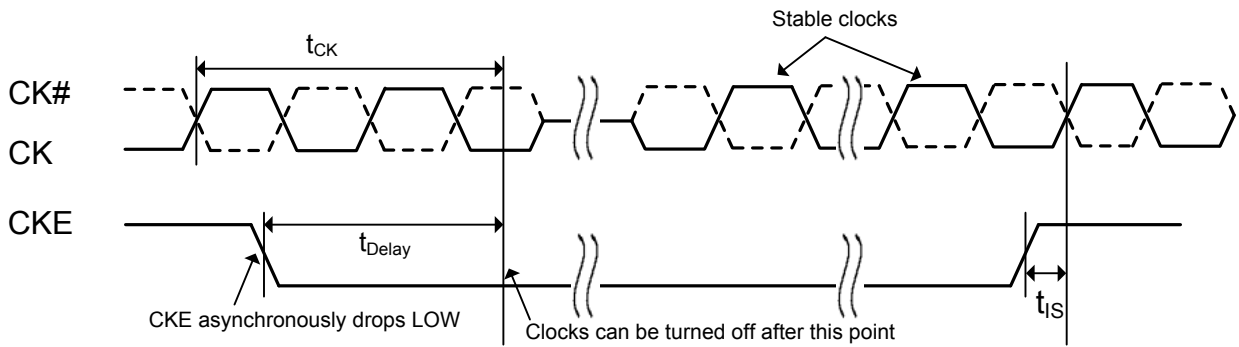 Stable clocks
tCK
CK#
CK
CKE
tDelay
tIS
CKE asynchronously drops LOW
Clocks can be turned off after this point